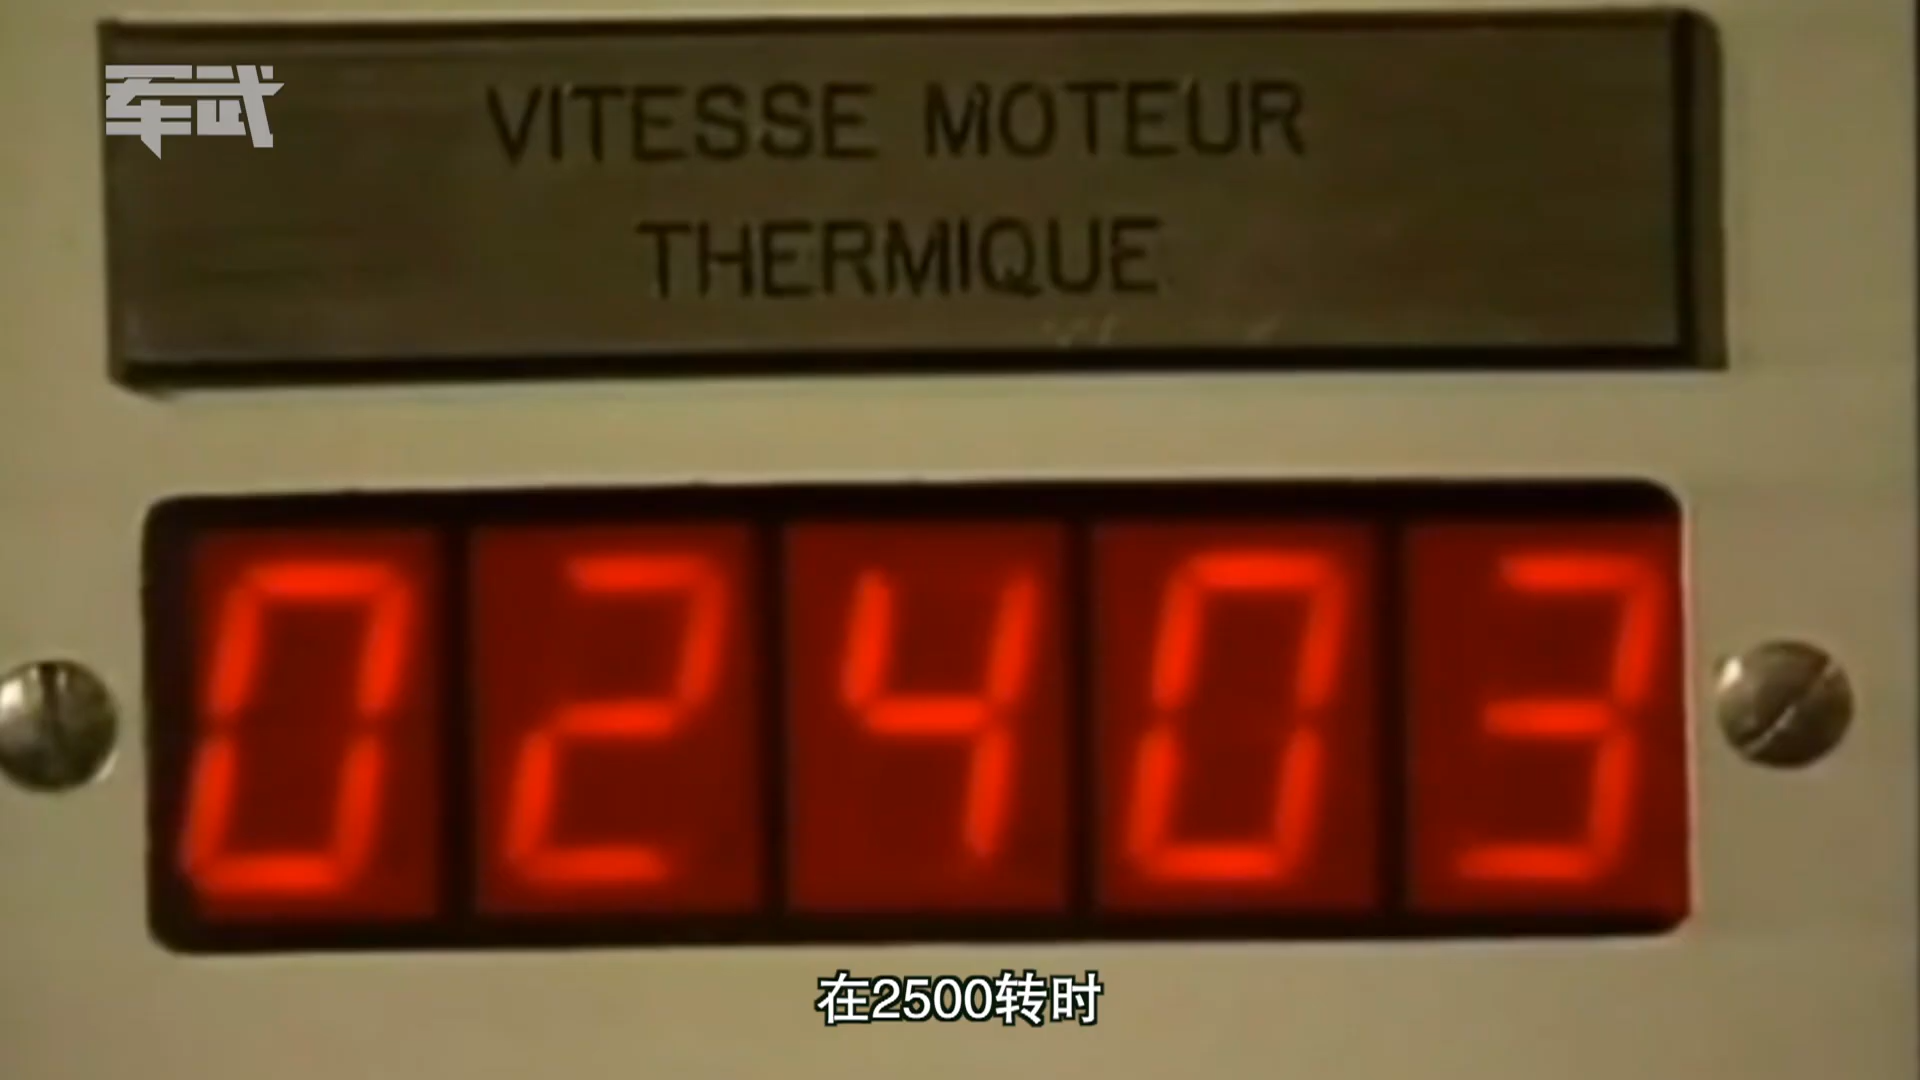 军武
VITESSE MOTEUR
THERMIQUE
02403
在2500转时